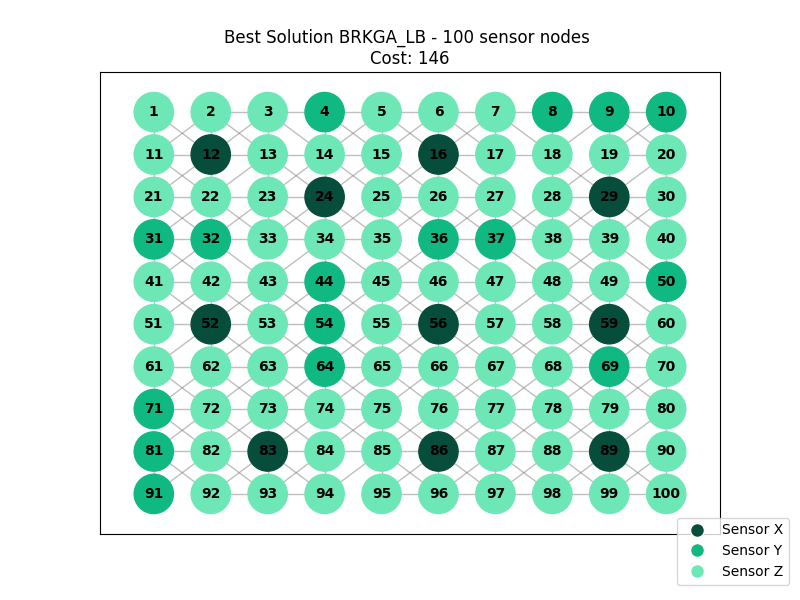 Best Solution BRKGA_LB - 100 sensor nodes
Cost: 146
1 2 3 4 5 6 7 8 9 10
11 12 13 14 15 16 17 18 19 20
21 22 23 24 25 26 27 28 29 30
31 32 33 34 35 36 37 38 39 40
41 42 43 44 45 46 47 48 49 50
51 52 53 54 55 56 57 58 59 60
61 62 63 64 65 66 67 68 69 70
71 72 73 74 75 76 77 78 79 80
81 82 83 84 85 86 87 88 89 90
91 92 93 94 95 96 97 98 99 100
Sensor X
Sensor Y
Sensor Z